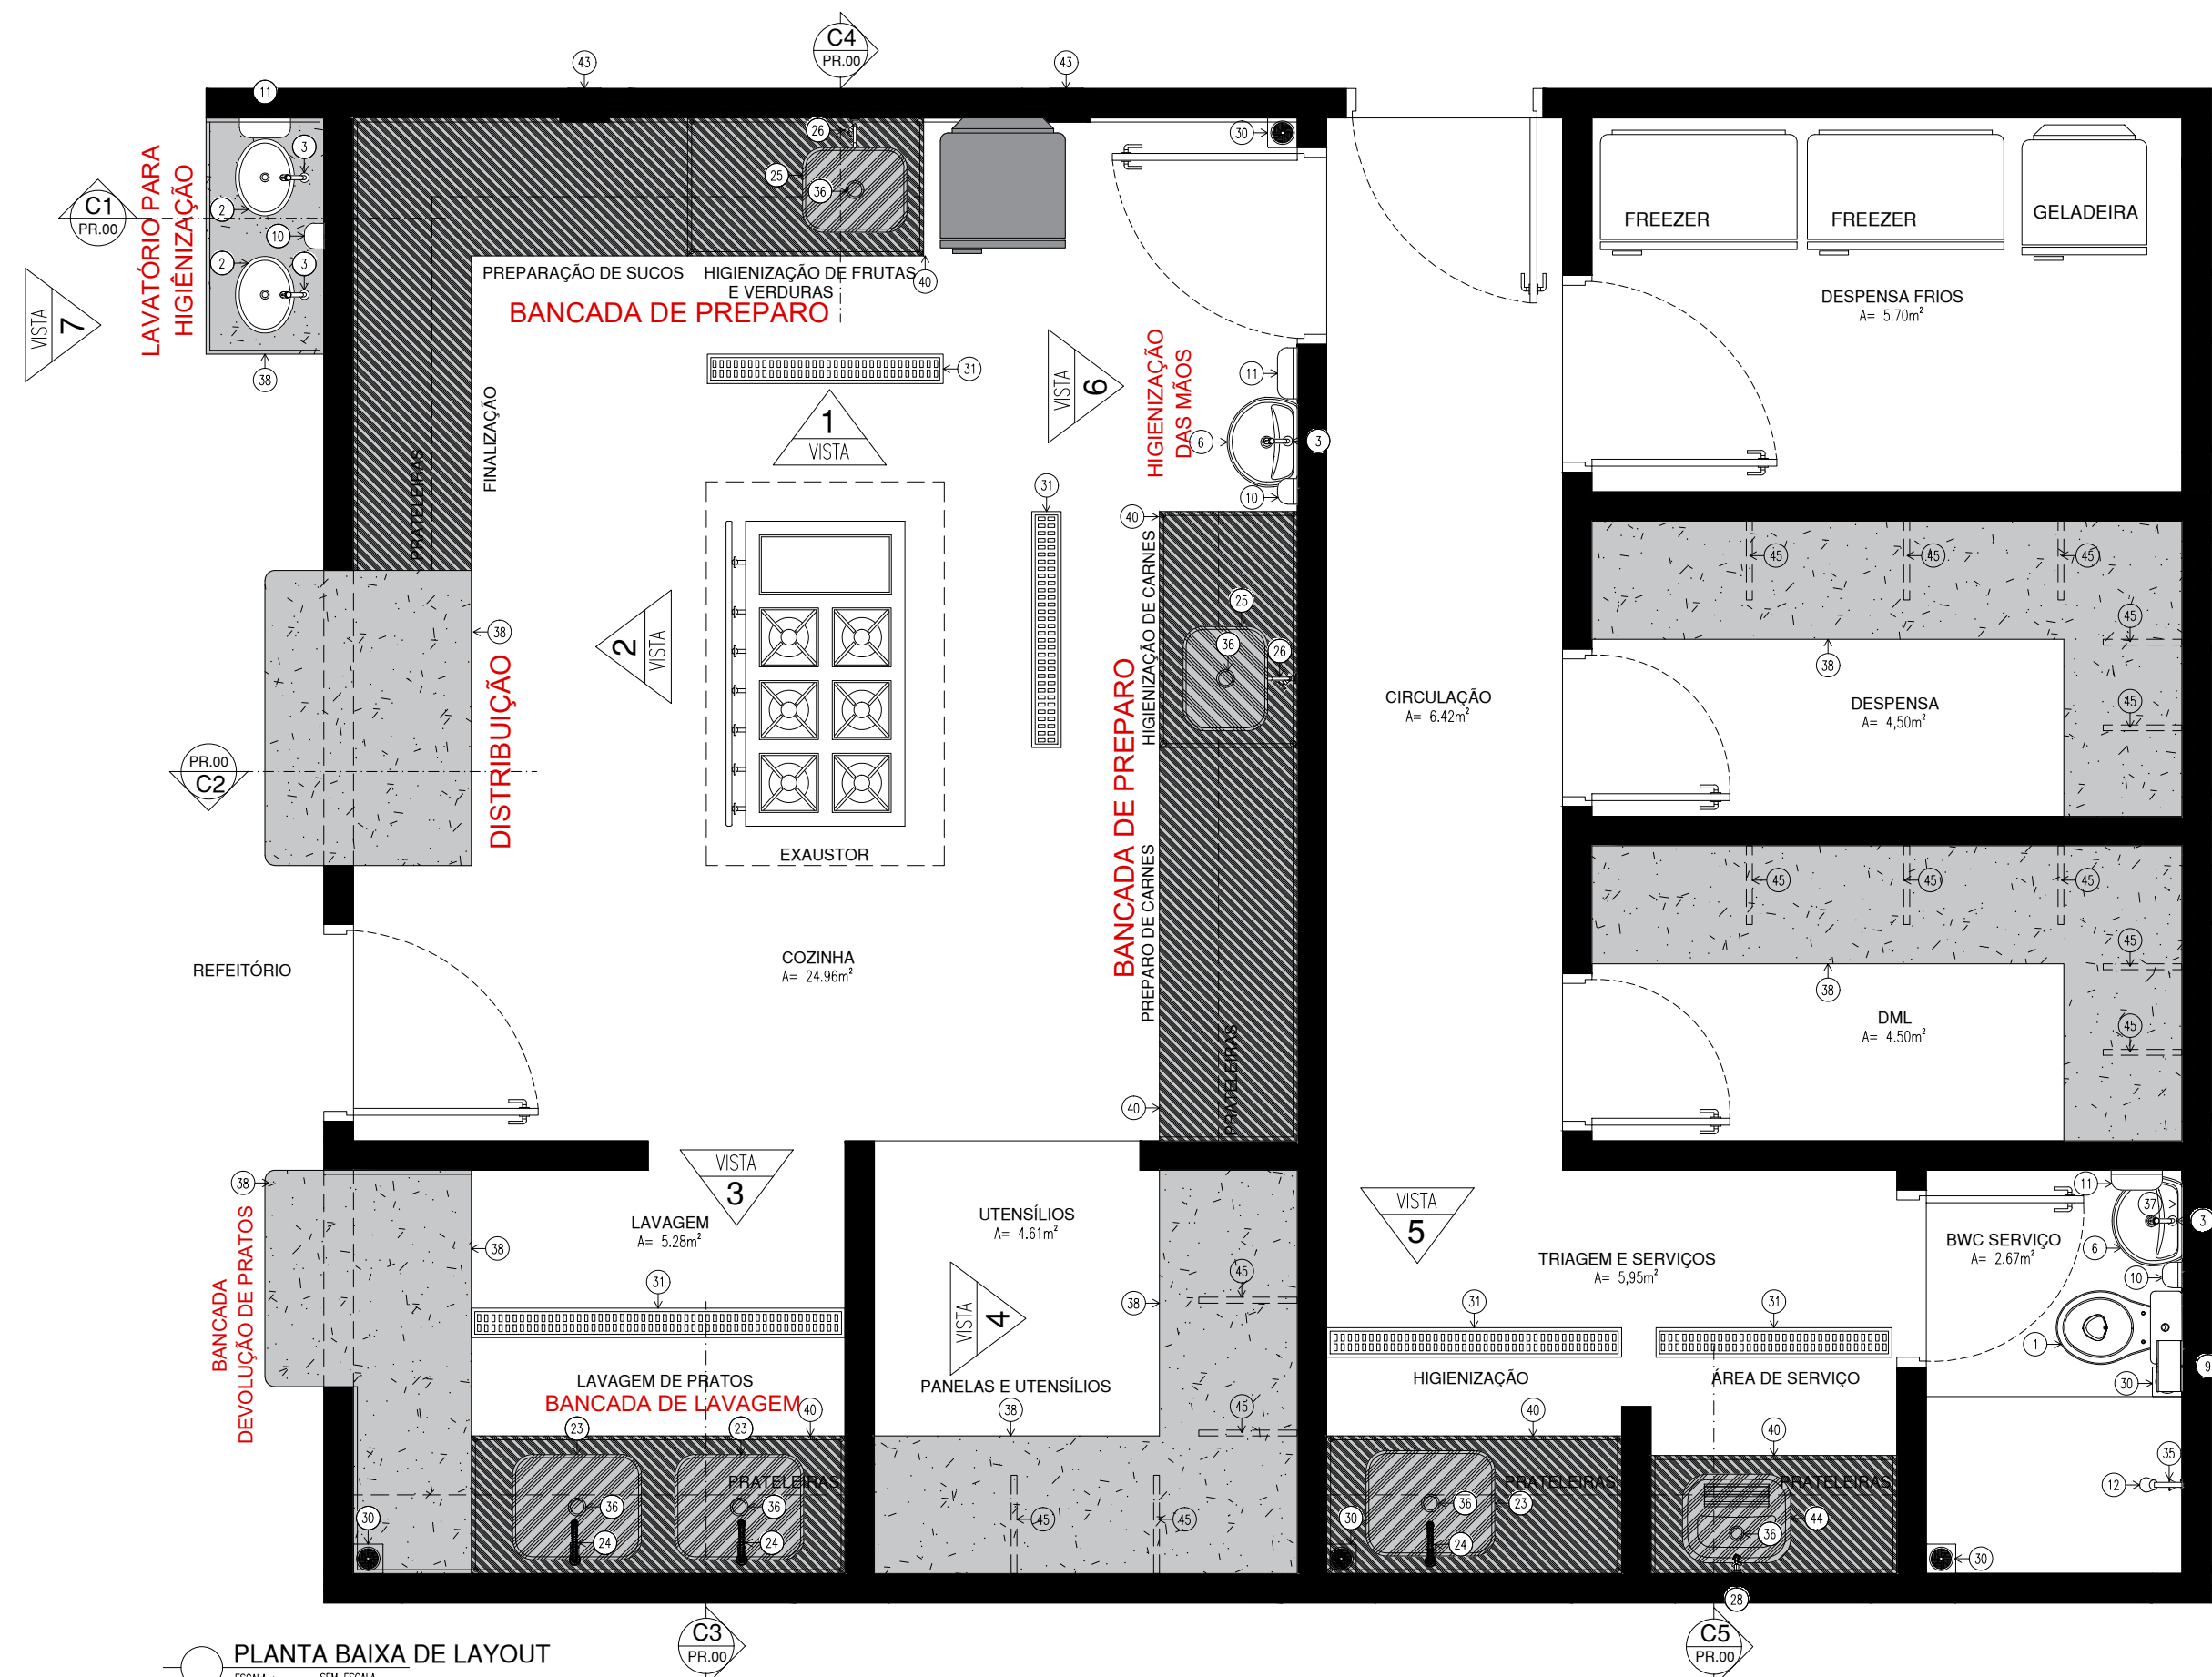 C4
PR.00
43
43
11
26
30
3
25
36
FREEZER
FREEZER
GELADEIRA
C1
PR.00
LAVATÓRIO PARA
HIGIÊNIZAÇÃO
2
10
2
3
38
VISTA
7
PREPARAÇÃO DE SUCOS
HIGIENIZAÇÃO DE FRUTAS
E VERDURAS
40
BANCADA DE PREPARO
DESPENSA FRIOS
A= 5.70m²
31
FINALIZAÇÃO
PRATELEIRAS
1
VISTA
VISTA
6
HIGIENIZAÇÃO
DAS MÃOS
11
6
3
10
31
40
HIGIENIZAÇÃO DE CARNES
25
36
26
45
45
45
45
45
38
38
DISTRIBUIÇÃO
2
VISTA
BANCADA DE PREPARO
CIRCULAÇÃO
A= 6.42m²
DESPENSA
A= 4,50m²
PR.00
C2
EXAUSTOR
PREPARO DE CARNES
45
45
45
45
45
38
REFEITÓRIO
COZINHA
A= 24.96m²
DML
A= 4.50m²
PRATELEIRAS
40
38
VISTA
3
BANCADA
DEVOLUÇÃO DE PRATOS
38
LAVAGEM
A= 5.28m²
UTENSÍLIOS
A= 4.61m²
VISTA
5
TRIAGEM E SERVIÇOS
A= 5,95m²
BWC SERVIÇO
A= 2.67m²
11
37
3
6
10
1
9
30
31
VISTA
4
38
45
31
31
LAVAGEM DE PRATOS
BANCADA DE LAVAGEM
40
PANELAS E UTENSÍLIOS
38
45
HIGIENIZAÇÃO
ÁREA DE SERVIÇO
40
40
23
23
PRATELEIRAS
36
36
24
24
30
45
45
PRATELEIRAS
36
23
24
30
PRATELEIRAS
44
36
28
35
12
30
C3
PR.00
C5
PR.00
PLANTA BAIXA DE LAYOUT